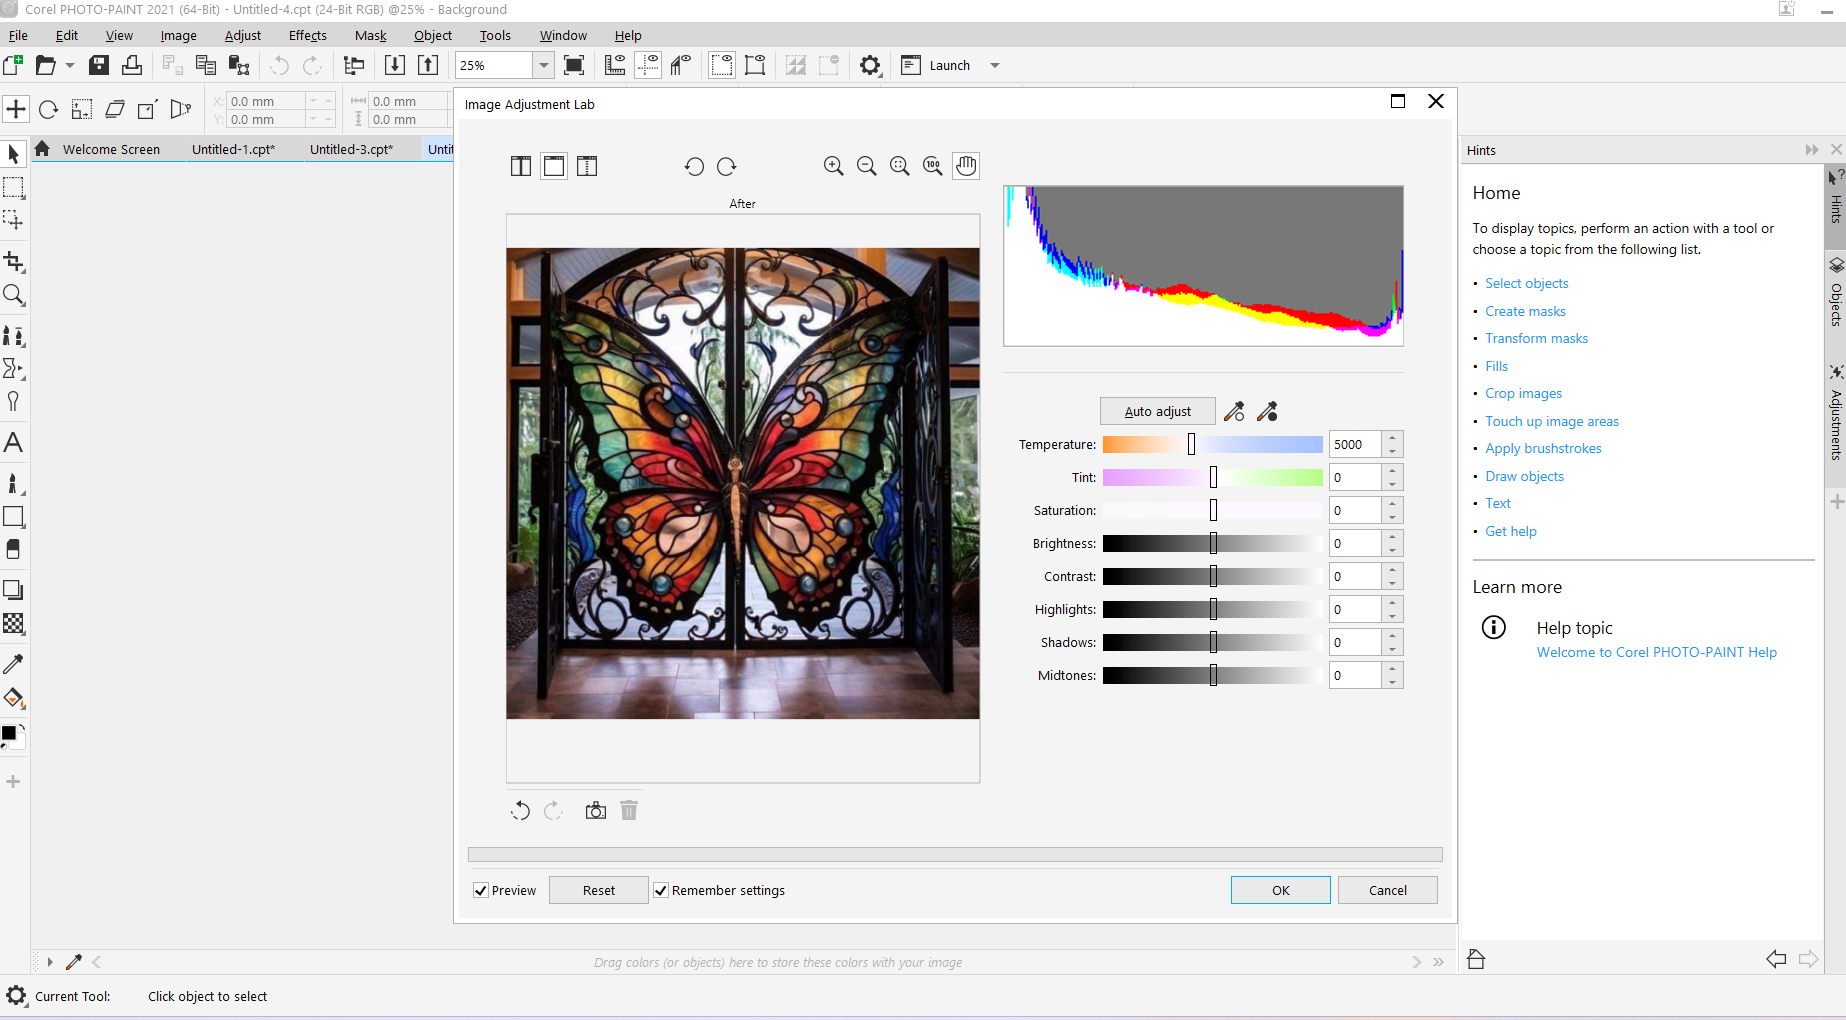 Corel PHOTO-PAINT 2021 (64-Bit) - Untitled-4.cpt (24-Bit RGB) @25% - Background
File Edit View Image Adjust Effects Mask Object Tools Window Help
25% Launch
X: 0.0 mm 0.0 mm
Y: 0.0 mm 0.0 mm
Welcome Screen Untitled-1.cpt* Untitled-3.cpt* Untit
Image Adjustment Lab
100
After
Auto adjust
Temperature: 5000
Tint: 0
Saturation: 0
Brightness: 0
Contrast: 0
Highlights: 0
Shadows: 0
Midtones: 0
Preview Reset Remember settings OK Cancel
Hints
Home
To display topics, perform an action with a tool or
choose a topic from the following list.
• Select objects
• Create masks
• Transform masks
• Fills
• Crop images
• Touch up image areas
• Apply brushstrokes
• Draw objects
• Text
• Get help
Learn more
Help topic
Welcome to Corel PHOTO-PAINT Help
Hints
Objects
Adjustments
Drag colors (or objects) here to store these colors with your image
Current Tool: Click object to select